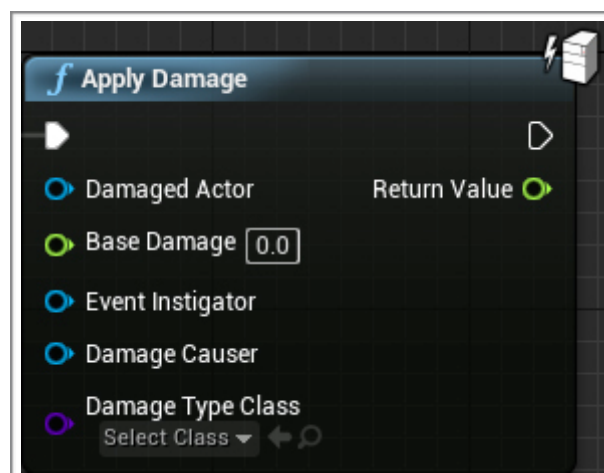 f Apply Damage
Damaged Actor Return Value
Base Damage 0.0
Event Instigator
Damage Causer
Damage Type Class
Select Class